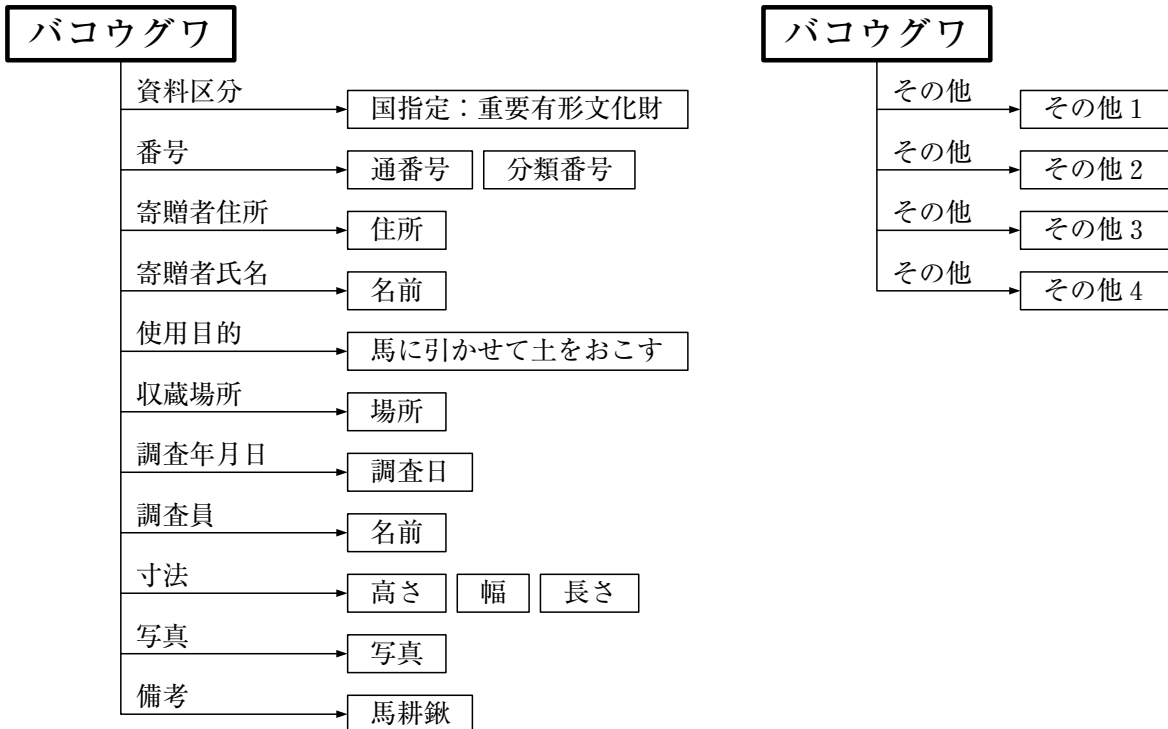 バコウグワ
資料区分
国指定：重要有形文化財
番号
通番号 分類番号
寄贈者住所
住所
寄贈者氏名
名前
使用目的
馬に引かせて土をおこす
収蔵場所
場所
調査年月日
調査日
調査員
名前
寸法
高さ 幅 長さ
写真
写真
備考
馬耕鍬
バコウグワ
その他
その他 1
その他
その他 2
その他
その他 3
その他
その他 4